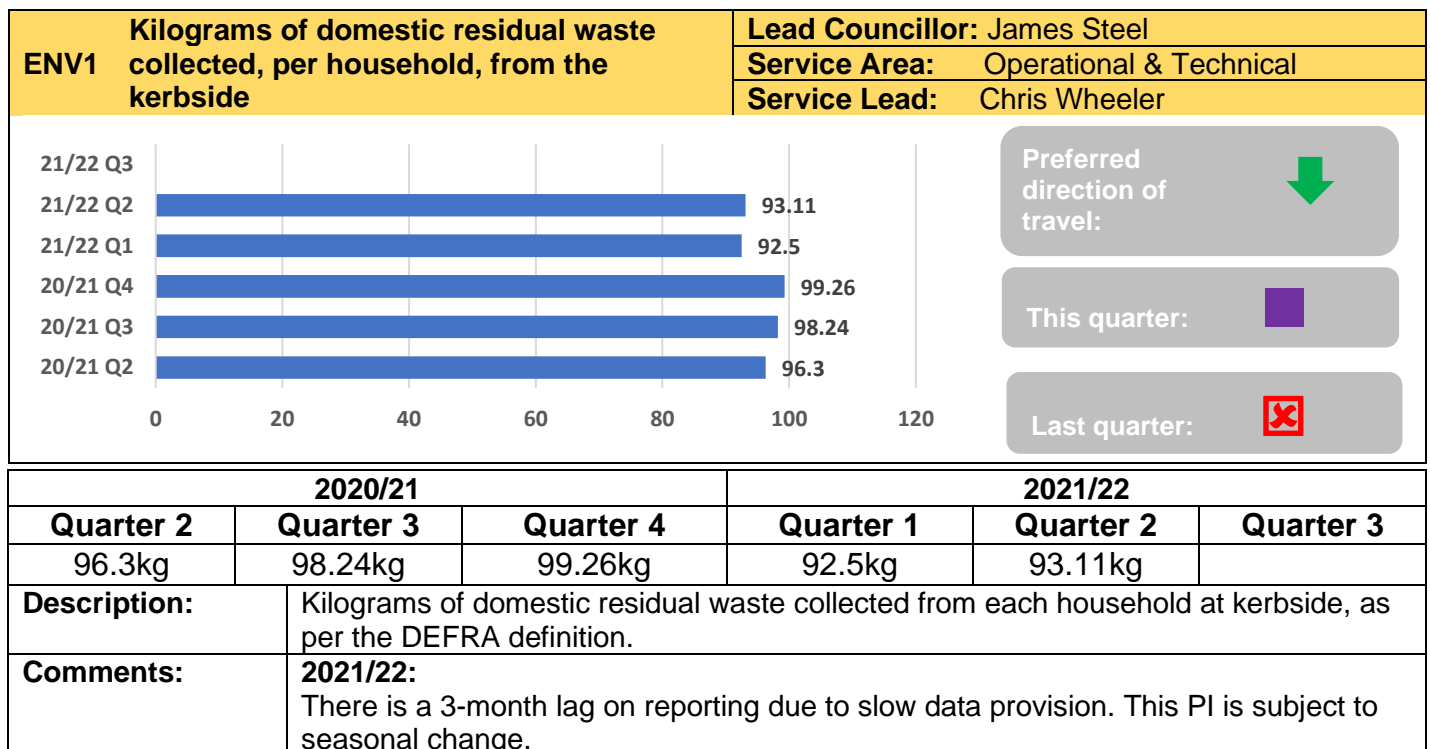 ENV1
Kilograms of domestic residual waste
collected, per household, from the
kerbside
Lead Councillor: James Steel
Service Area: Operational & Technical
Service Lead: Chris Wheeler
21/22 Q3
21/22 Q2
93.11
21/22 Q1
92.5
20/21 Q4
99.26
20/21 Q3
98.24
20/21 Q2
96.3
0 20 40 60 80 100 120
Preferred
direction of
travel:
This quarter:
Last quarter:
2020/21 2021/22
Quarter 2 Quarter 3 Quarter 4 Quarter 1 Quarter 2 Quarter 3
96.3kg 98.24kg 99.26kg 92.5kg 93.11kg
Description: Kilograms of domestic residual waste collected from each household at kerbside, as
per the DEFRA definition.
Comments: 2021/22:
There is a 3-month lag on reporting due to slow data provision. This PI is subject to
seasonal change.